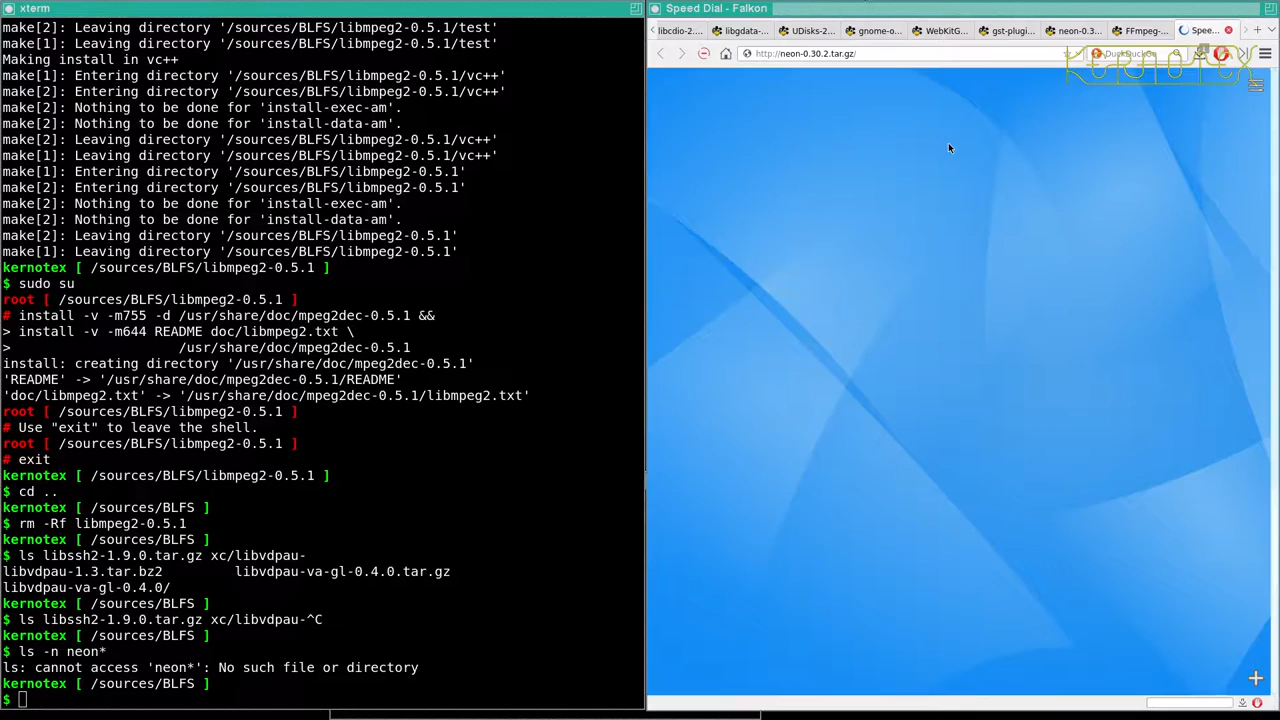 xterm
make[2]: Leaving directory '/sources/BLFS/libmpeg2-0.5.1/test'
make[1]: Leaving directory '/sources/BLFS/libmpeg2-0.5.1/test'
Making install in vc++
make[1]: Entering directory '/sources/BLFS/libmpeg2-0.5.1/vc++'
make[2]: Entering directory '/sources/BLFS/libmpeg2-0.5.1/vc++'
make[2]: Nothing to be done for 'install-exec-am'.
make[2]: Nothing to be done for 'install-data-am'.
make[2]: Leaving directory '/sources/BLFS/libmpeg2-0.5.1/vc++'
make[1]: Leaving directory '/sources/BLFS/libmpeg2-0.5.1/vc++'
make[1]: Entering directory '/sources/BLFS/libmpeg2-0.5.1'
make[2]: Entering directory '/sources/BLFS/libmpeg2-0.5.1'
make[2]: Nothing to be done for 'install-exec-am'.
make[2]: Nothing to be done for 'install-data-am'.
make[2]: Leaving directory '/sources/BLFS/libmpeg2-0.5.1'
make[1]: Leaving directory '/sources/BLFS/libmpeg2-0.5.1'
kernotex [ /sources/BLFS/libmpeg2-0.5.1 ]
$ sudo su
root [ /sources/BLFS/libmpeg2-0.5.1 ]
# install -v -m755 -d /usr/share/doc/mpeg2dec-0.5.1 &&
> install -v -m644 README doc/libmpeg2.txt \
>                     /usr/share/doc/mpeg2dec-0.5.1
install: creating directory '/usr/share/doc/mpeg2dec-0.5.1'
'README' -> '/usr/share/doc/mpeg2dec-0.5.1/README'
'doc/libmpeg2.txt' -> '/usr/share/doc/mpeg2dec-0.5.1/libmpeg2.txt'
root [ /sources/BLFS/libmpeg2-0.5.1 ]
# Use "exit" to leave the shell.
root [ /sources/BLFS/libmpeg2-0.5.1 ]
# exit
kernotex [ /sources/BLFS/libmpeg2-0.5.1 ]
$ cd ..
kernotex [ /sources/BLFS ]
$ rm -Rf libmpeg2-0.5.1
kernotex [ /sources/BLFS ]
$ ls libssh2-1.9.0.tar.gz xc/libvdpau-
libvdpau-1.3.tar.bz2         libvdpau-va-gl-0.4.0.tar.gz
libvdpau-va-gl-0.4.0/
kernotex [ /sources/BLFS ]
$ ls libssh2-1.9.0.tar.gz xc/libvdpau-^C
kernotex [ /sources/BLFS ]
$ ls -n neon*
ls: cannot access 'neon*': No such file or directory
kernotex [ /sources/BLFS ]
$
Speed Dial - Falkon
libcdio-2.... libgdata-... UDisks-2... gnome-o... WebKitG... gst-plugi... neon-0.3... FFmpeg-... Spee...
http://neon-0.30.2.tar.gz/ DuckDuckGo
KERNOTEX